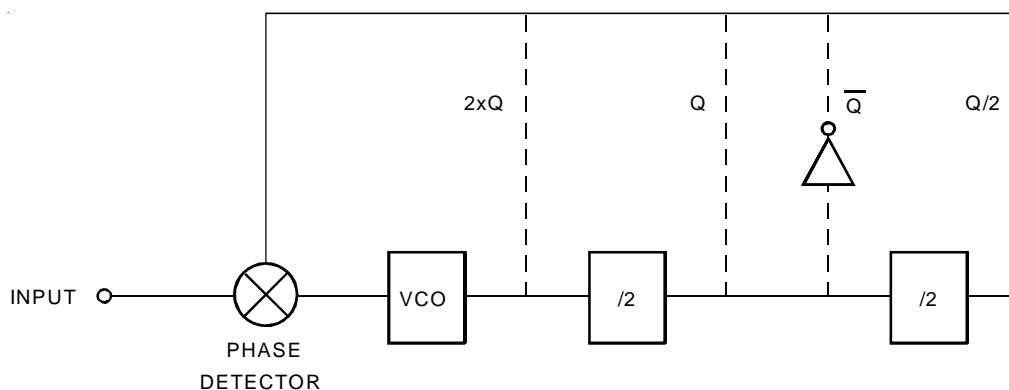 2xQ
Q
Q̅
Q/2
INPUT
VCO
/2
/2
PHASE
DETECTOR